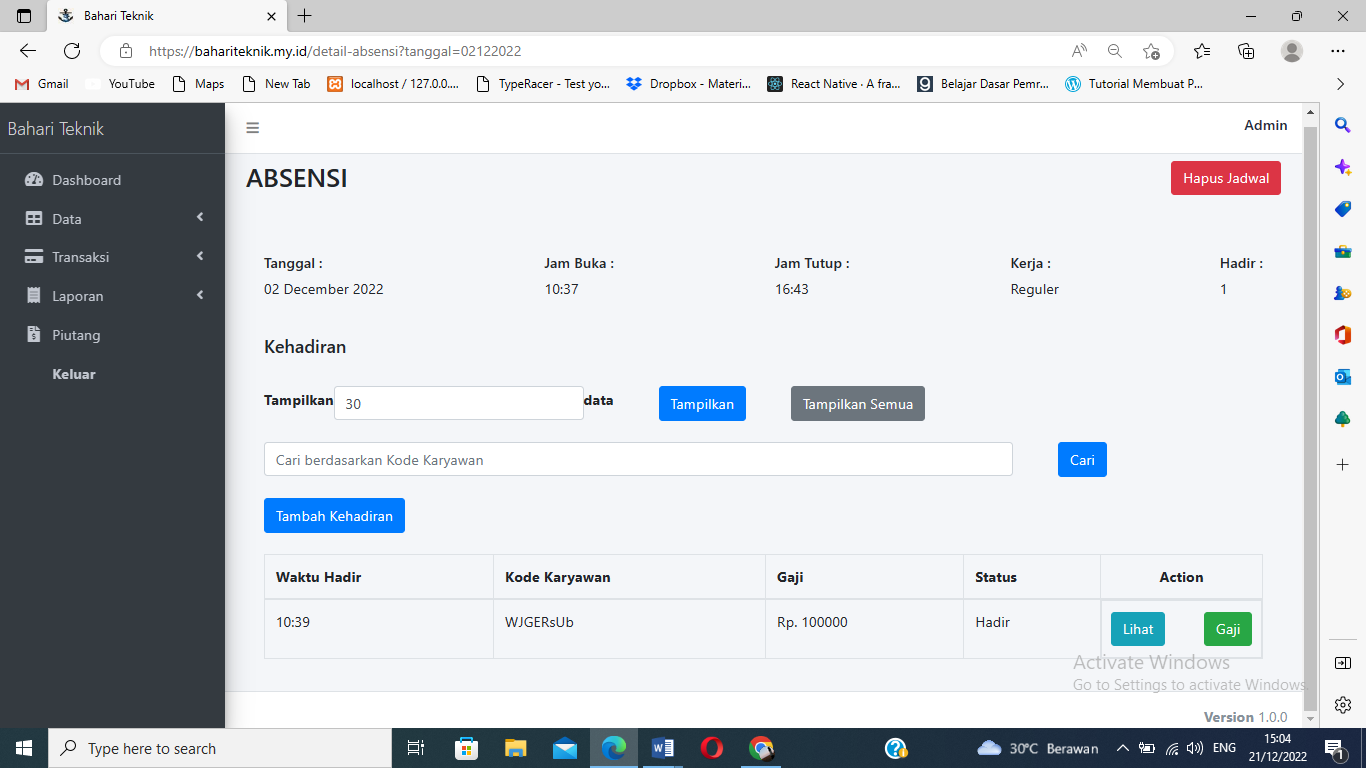 Bahari Teknik
https://bahariteknik.my.id/detail-absensi?tanggal=02122022
Gmail YouTube Maps New Tab localhost / 127.0.0.... TypeRacer - Test yo... Dropbox - Materi... React Native · A fra... Belajar Dasar Pemr... Tutorial Membuat P...
Bahari Teknik
Admin
Dashboard
Data
Transaksi
Laporan
Piutang
Keluar
ABSENSI
Hapus Jadwal
Tanggal : Jam Buka : Jam Tutup : Kerja : Hadir :
02 December 2022 10:37 16:43 Reguler 1
Kehadiran
Tampilkan 30 data Tampilkan Tampilkan Semua
Cari berdasarkan Kode Karyawan Cari
Tambah Kehadiran
Waktu Hadir Kode Karyawan Gaji Status Action
10:39 WJGERsUb Rp. 100000 Hadir Lihat Gaji
Activate Windows
Go to Settings to activate Windows.
Version 1.0.0
Type here to search
30°C Berawan
ENG
15:04
21/12/2022
1